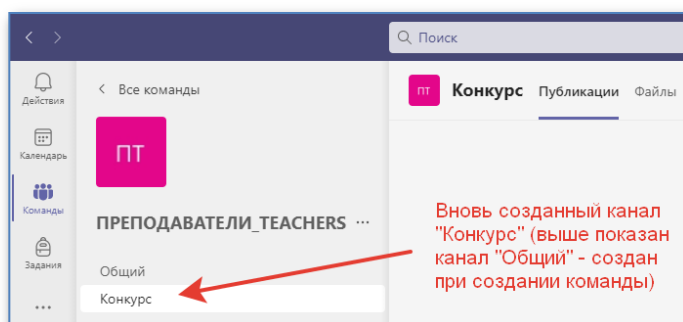 Поиск
Действия
Календарь
Команды
Задания
Все команды
ПТ
ПРЕПОДАВАТЕЛИ_TEACHERS ...
Общий
Конкурс
ПТ Конкурс Публикации Файлы
Вновь созданный канал
"Конкурс" (выше показан
канал "Общий" - создан
при создании команды)